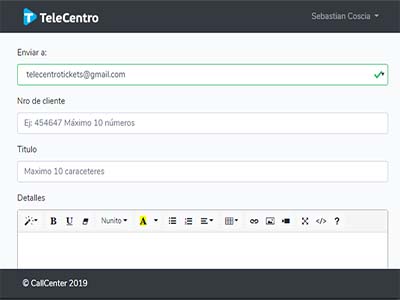 TeleCentro
Sebastian Coscia
Enviar a:
telecentrotickets@gmail.com
Nro de cliente
Ej: 454647 Máximo 10 números
Titulo
Maximo 10 caraceteres
Detalles
B U Nunito A </> ?
© CallCenter 2019